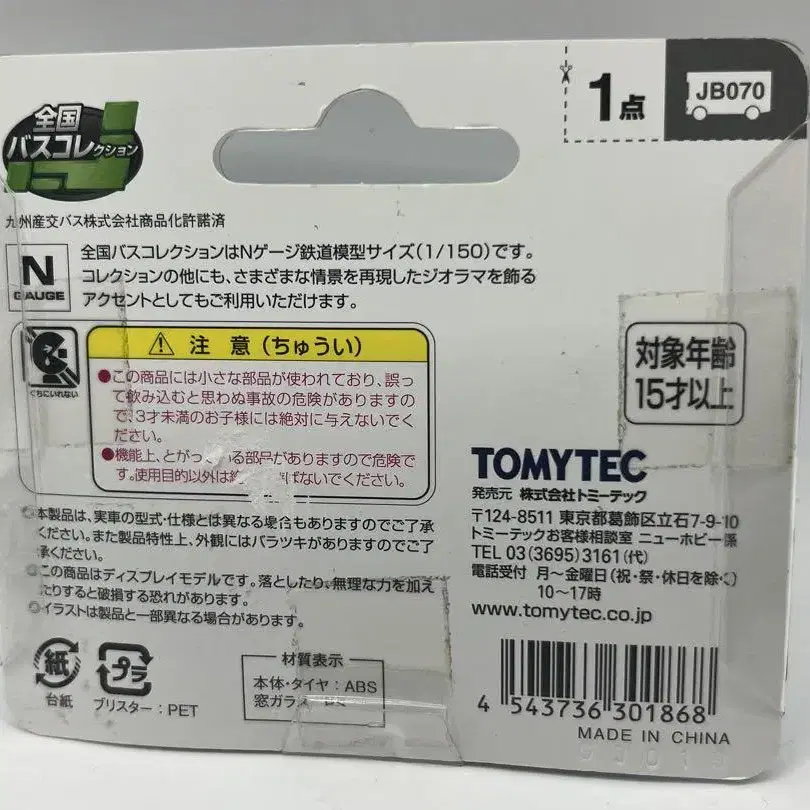 全国
バスコレクション
1点
JB070
九州産交バス株式会社商品化許諾済
N
GAUGE
全国バスコレクションはNゲージ鉄道模型サイズ(1/150)です。
コレクションの他にも、さまざまな情景を再現したジオラマを飾る
アクセントとしてもご利用いただけます。
くちにいれない
注 意(ちゅうい)
●この商品には小さな部品が使われており、誤っ
て飲み込むと思わぬ事故の危険がありますの
で、3才未満のお子様には絶対に与えないでく
ださい。
●機能上、とがっている部品がありますので危険で
す。使用目的以外は ばないでください。
対象年齢
15才以上
TOMYTEC
発売元 株式会社トミーテック
〒124-8511 東京都葛飾区立石7-9-10
トミーテックお客様相談室 ニューホビー係
TEL 03(3695)3161(代)
電話受付 月~金曜日(祝・祭・休日を除く)
10~17時
www.tomytec.co.jp
本製品は、実車の型式・仕様とは異なる場合もありますのでご了承
ください。また製品特性上、外観にはバラツキがありますのでご了
承ください。
この商品はディスプレイモデルです。落としたり、無理な力を加え
たりすると破損する恐れがあります。
イラストは製品と一部異なる場合があります。
紙
台紙
プラ
ブリスター:PET
材質表示
本体・タイヤ:ABS
窓ガラス
4 543736 301868
MADE IN CHINA